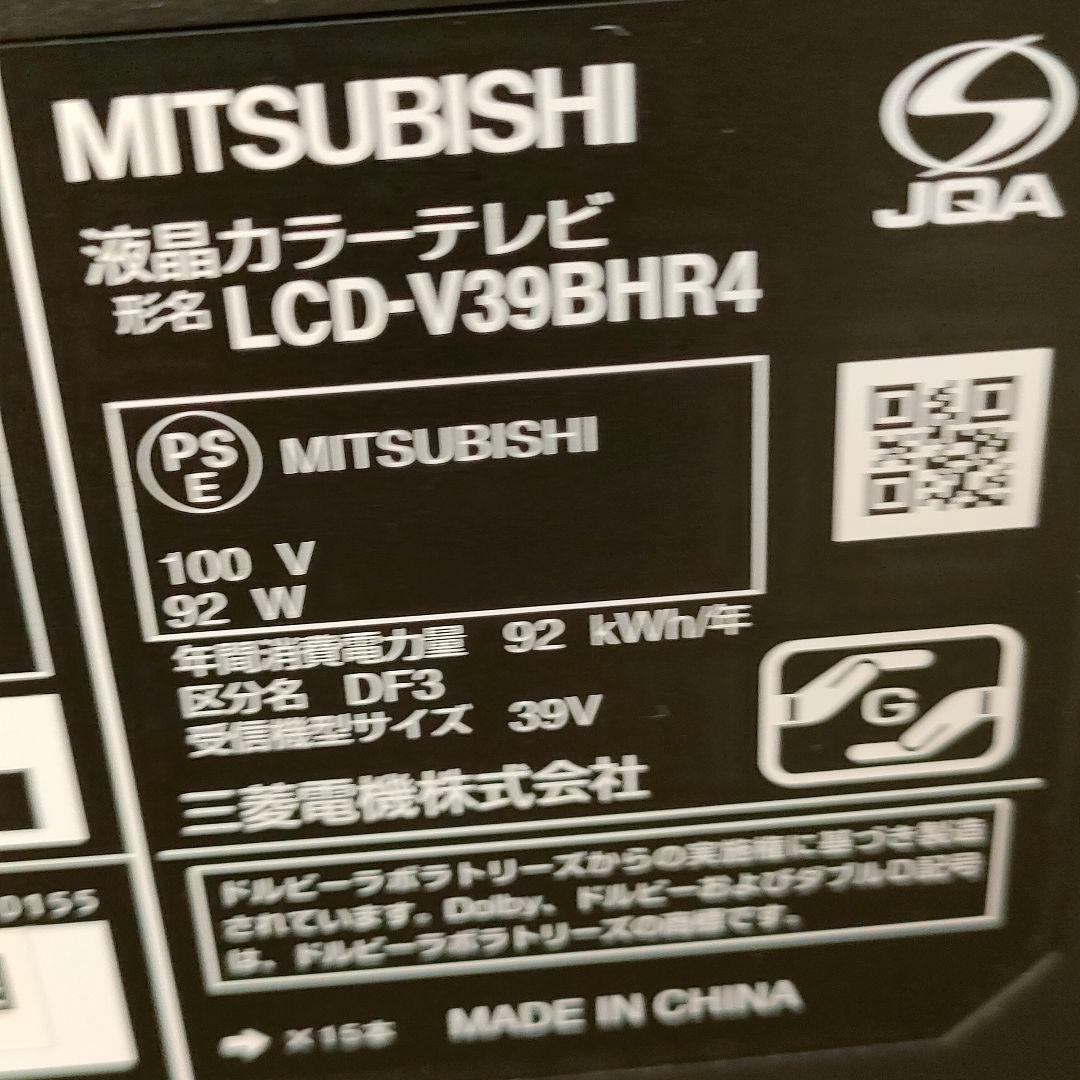 MITSUBISHI
JQA
液晶カラーテレビ
形名 LCD-V39BHR4
PS
E
MITSUBISHI
100 V
92 W
年間消費電力量 92 kWh/年
区分名 DF3
受信機型サイズ 39V
G
三菱電機株式会社
ドルビーラボラトリーズからの実施権に基づき製造
されています。Dolby、ドルビーおよびダブルD記号
は、ドルビーラボラトリーズの商標です。
0155
➔ ×15本 MADE IN CHINA